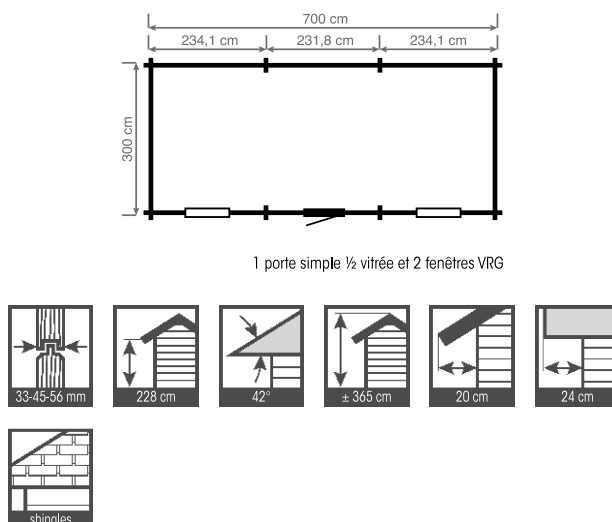 700 cm
234,1 cm 231,8 cm 234,1 cm
300 cm
1 porte simple ½ vitrée et 2 fenêtres VRG
33-45-56 mm 228 cm 42° ± 365 cm 20 cm 24 cm
shingles